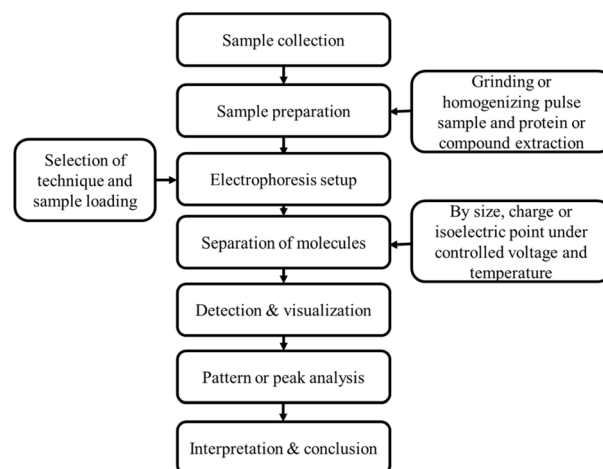 Sample collection
Sample preparation
Grinding or
homogenizing pulse
sample and protein or
compound extraction
Selection of
technique and
sample loading
Electrophoresis setup
Separation of molecules
By size, charge or
isoelectric point under
controlled voltage and
temperature
Detection & visualization
Pattern or peak analysis
Interpretation & conclusion